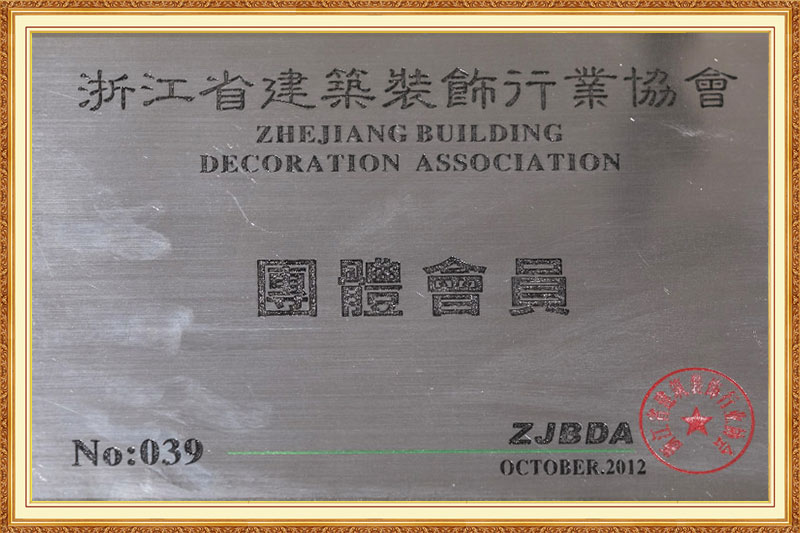 浙江省建築裝飾行業協會
ZHEJIANG BUILDING
DECORATION ASSOCIATION
團體會員
No:039
ZJBDA
OCTOBER.2012